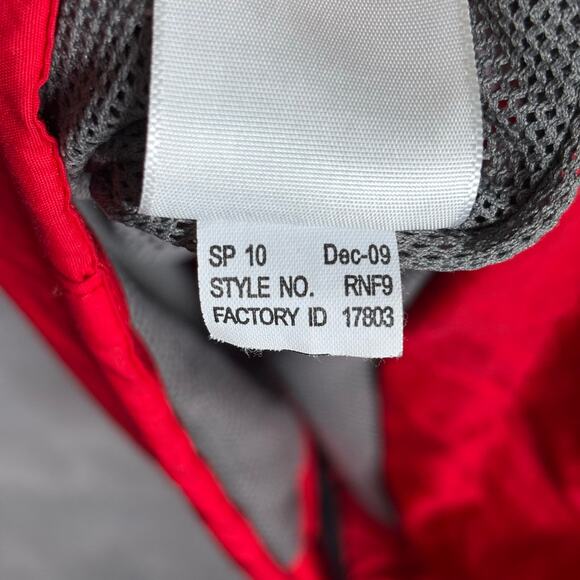 SP 10 Dec-09
STYLE NO. RNF9
FACTORY ID 17803